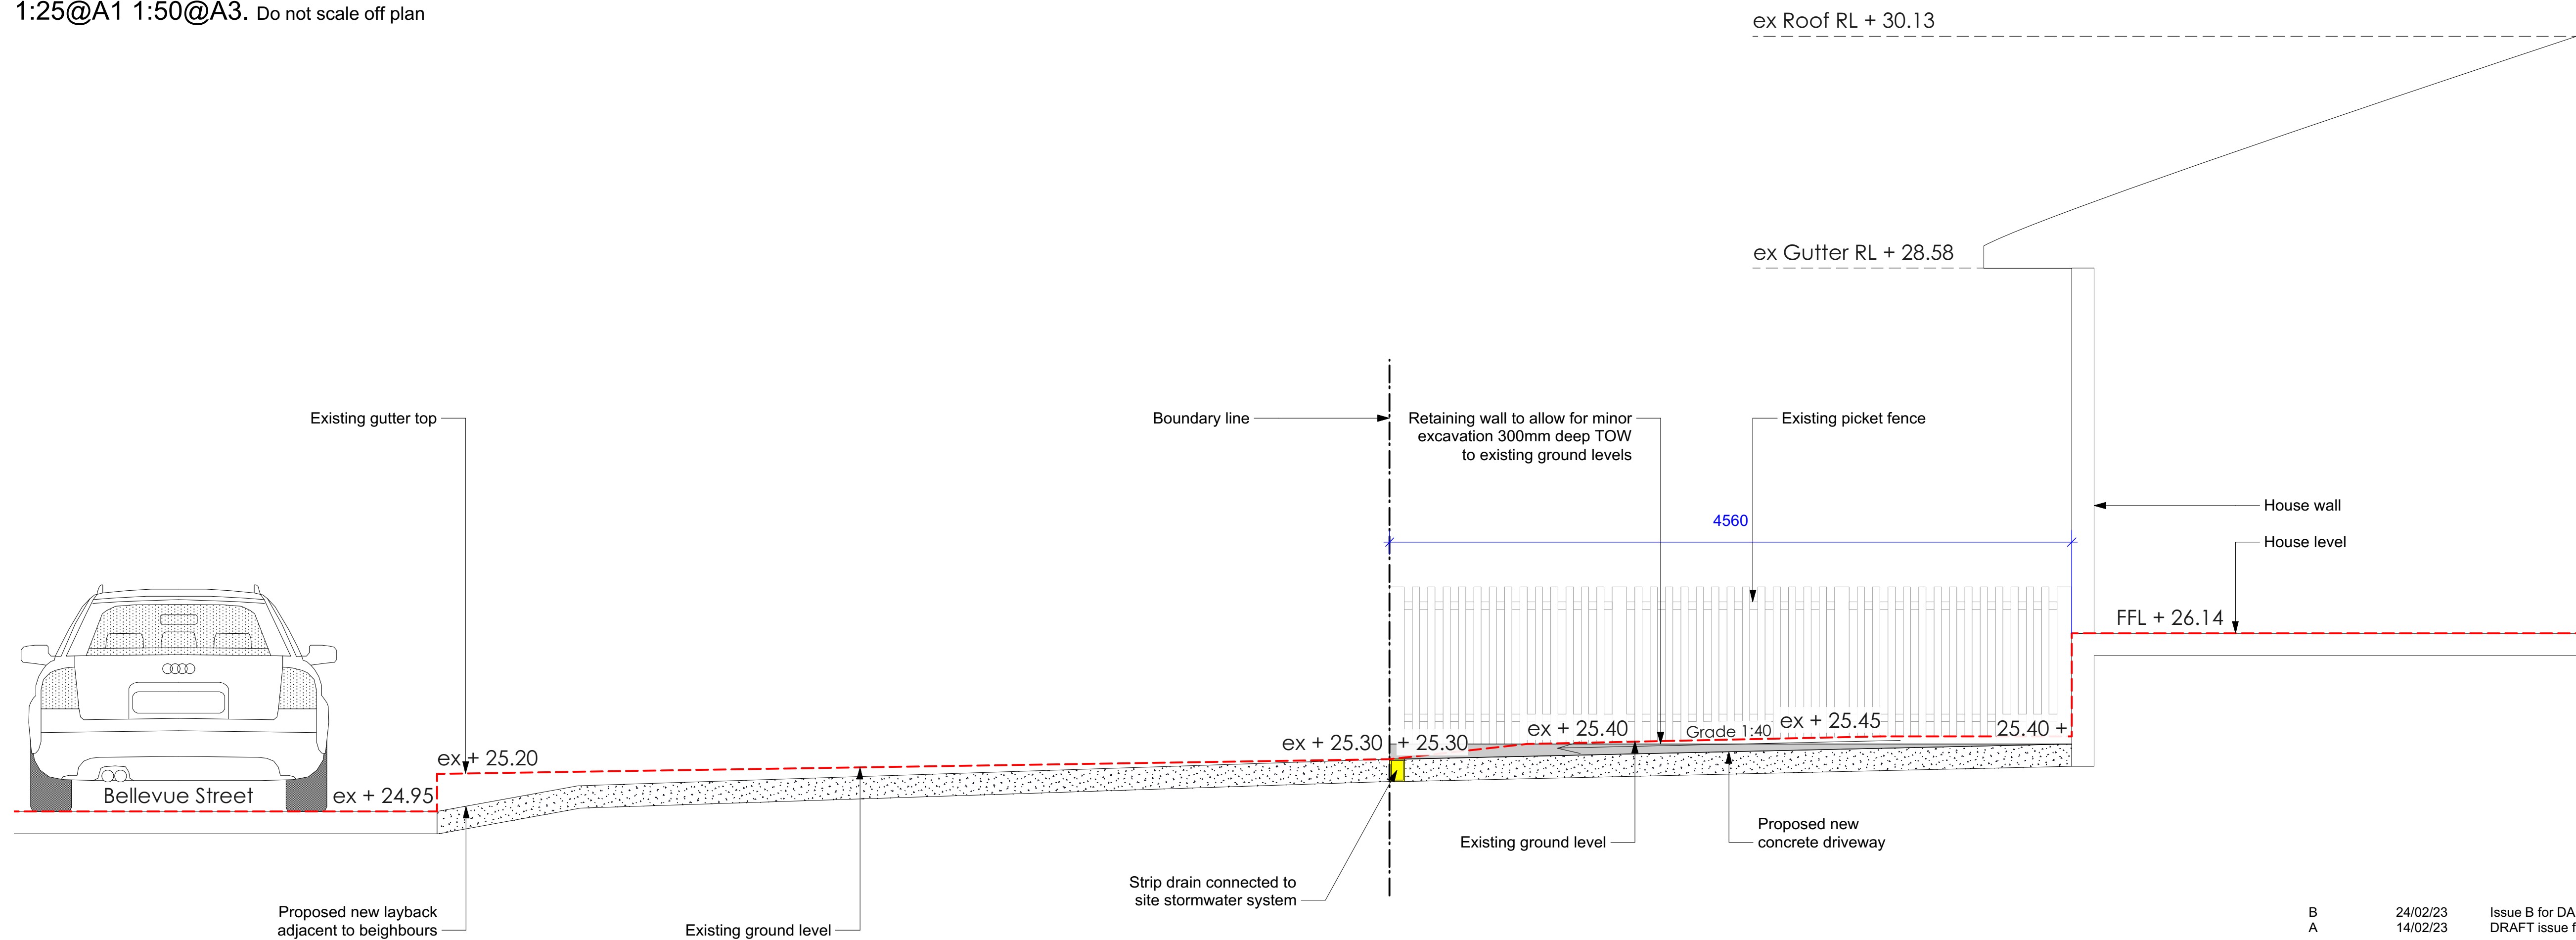 1:25@A1 1:50@A3. Do not scale off plan
ex Roof RL + 30.13
ex Gutter RL + 28.58
Existing gutter top
Boundary line
Retaining wall to allow for minor
excavation 300mm deep TOW
to existing ground levels
Existing picket fence
House wall
4560
House level
FFL + 26.14
ex + 25.20
ex + 25.30
+ 25.30
ex + 25.40
Grade 1:40
ex + 25.45
25.40 +
Bellevue Street
ex + 24.95
Existing ground level
Proposed new
concrete driveway
Strip drain connected to
site stormwater system
Proposed new layback
adjacent to beighbours
Existing ground level
B 24/02/23 Issue B for DA
A 14/02/23 DRAFT issue f